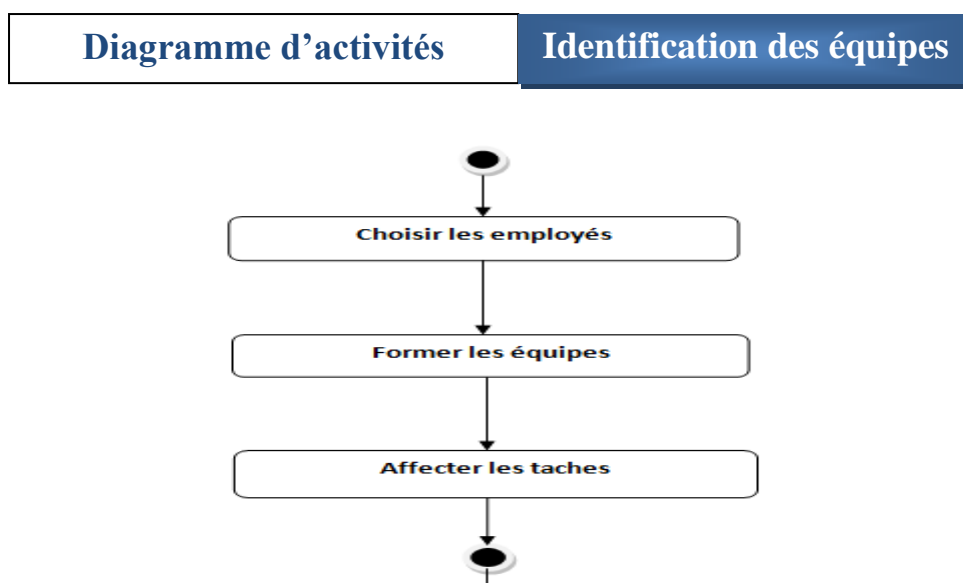 Diagramme d’activités
Identification des équipes
Choisir les employés
Former les équipes
Affecter les taches